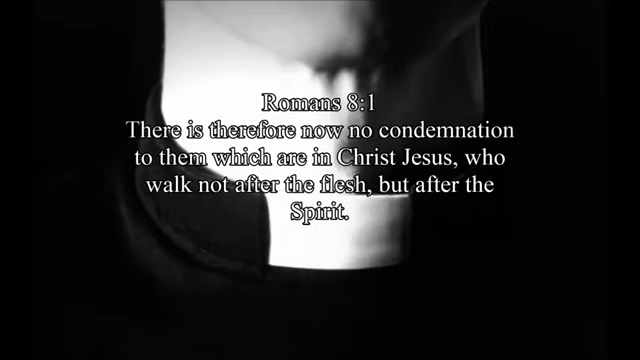 Romans 8:1
There is therefore now no condemnation
to them which are in Christ Jesus, who
walk not after the flesh, but after the
Spirit.